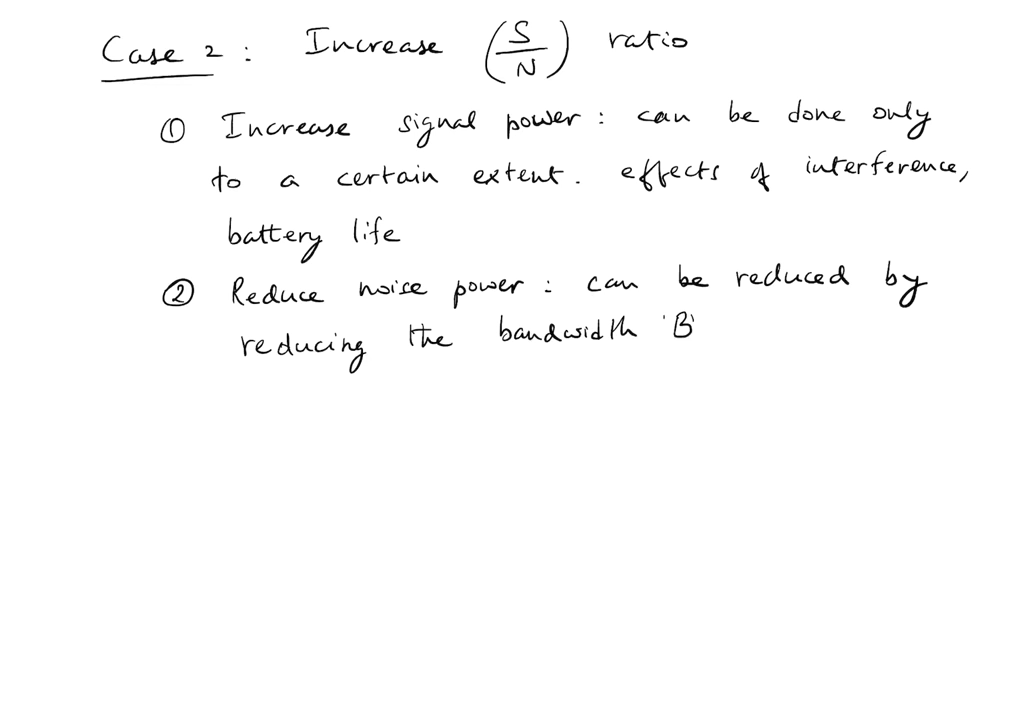 Case 2 : Increase (S/N) ratio
① Increase signal power : can be done only
to a certain extent. effects of interference,
battery life
② Reduce noise power : can be reduced by
reducing the bandwidth 'B'